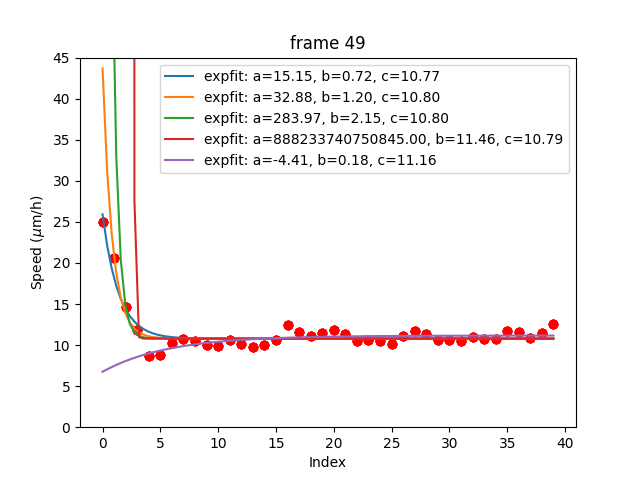 frame 49
expfit: a=15.15, b=0.72, c=10.77
expfit: a=32.88, b=1.20, c=10.80
expfit: a=283.97, b=2.15, c=10.80
expfit: a=888233740750845.00, b=11.46, c=10.79
expfit: a=-4.41, b=0.18, c=11.16
45
40
35
30
25
20
15
10
5
0
Speed (μm/h)
0 5 10 15 20 25 30 35 40
Index